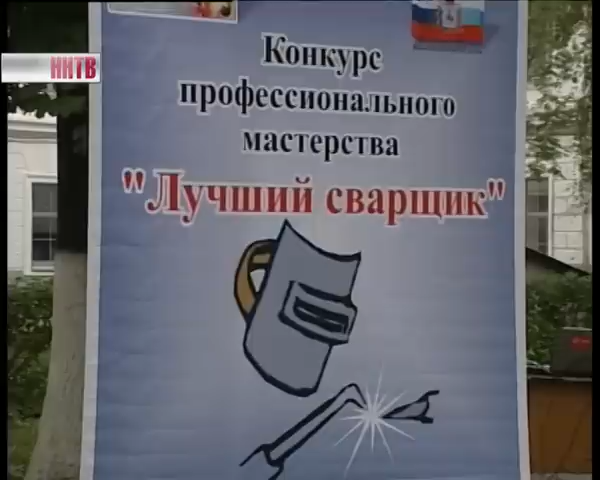 ННТВ
Конкурс
профессионального
мастерства
"Лучший сварщик"